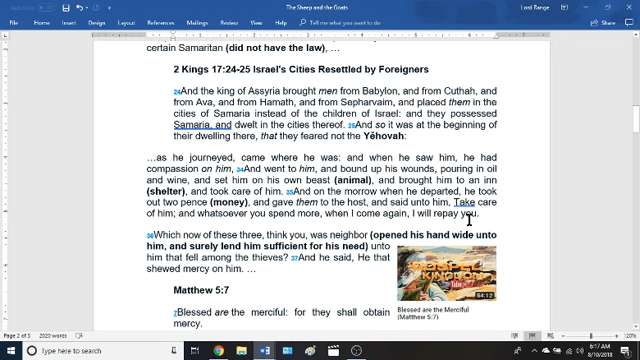 The Sheep and the Goats
Lord Range
File
Home
Insert
Design
Layout
References
Mailings
Review
View
Help
Tell me what you want to do
Share
certain Samaritan (did not have the law), …
2 Kings 17:24-25 Israel's Cities Resettled by Foreigners
24And the king of Assyria brought men from Babylon, and from Cuthah, and
from Ava, and from Hamath, and from Sepharvaim, and placed them in the
cities of Samaria instead of the children of Israel: and they possessed
Samaria, and dwelt in the cities thereof. 25And so it was at the beginning of
their dwelling there, that they feared not the Yĕhovah:
…as he journeyed, came where he was: and when he saw him, he had
compassion on him, 34And went to him, and bound up his wounds, pouring in oil
and wine, and set him on his own beast (animal), and brought him to an inn
(shelter), and took care of him. 35And on the morrow when he departed, he took
out two pence (money), and gave them to the host, and said unto him, Take care
of him; and whatsoever you spend more, when I come again, I will repay you.
36Which now of these three, think you, was neighbor (opened his hand wide unto
him, and surely lend him sufficient for his need) unto
him that fell among the thieves? 37And he said, He that
shewed mercy on him. …
GOSPEL
KINGDOM
54:12
Blessed are the Merciful
(Matthew 5:7)
Matthew 5:7
7Blessed are the merciful: for they shall obtain
mercy.
Page 2 of 5
2020 words
120%
Type here to search
6:17 AM
8/10/2018